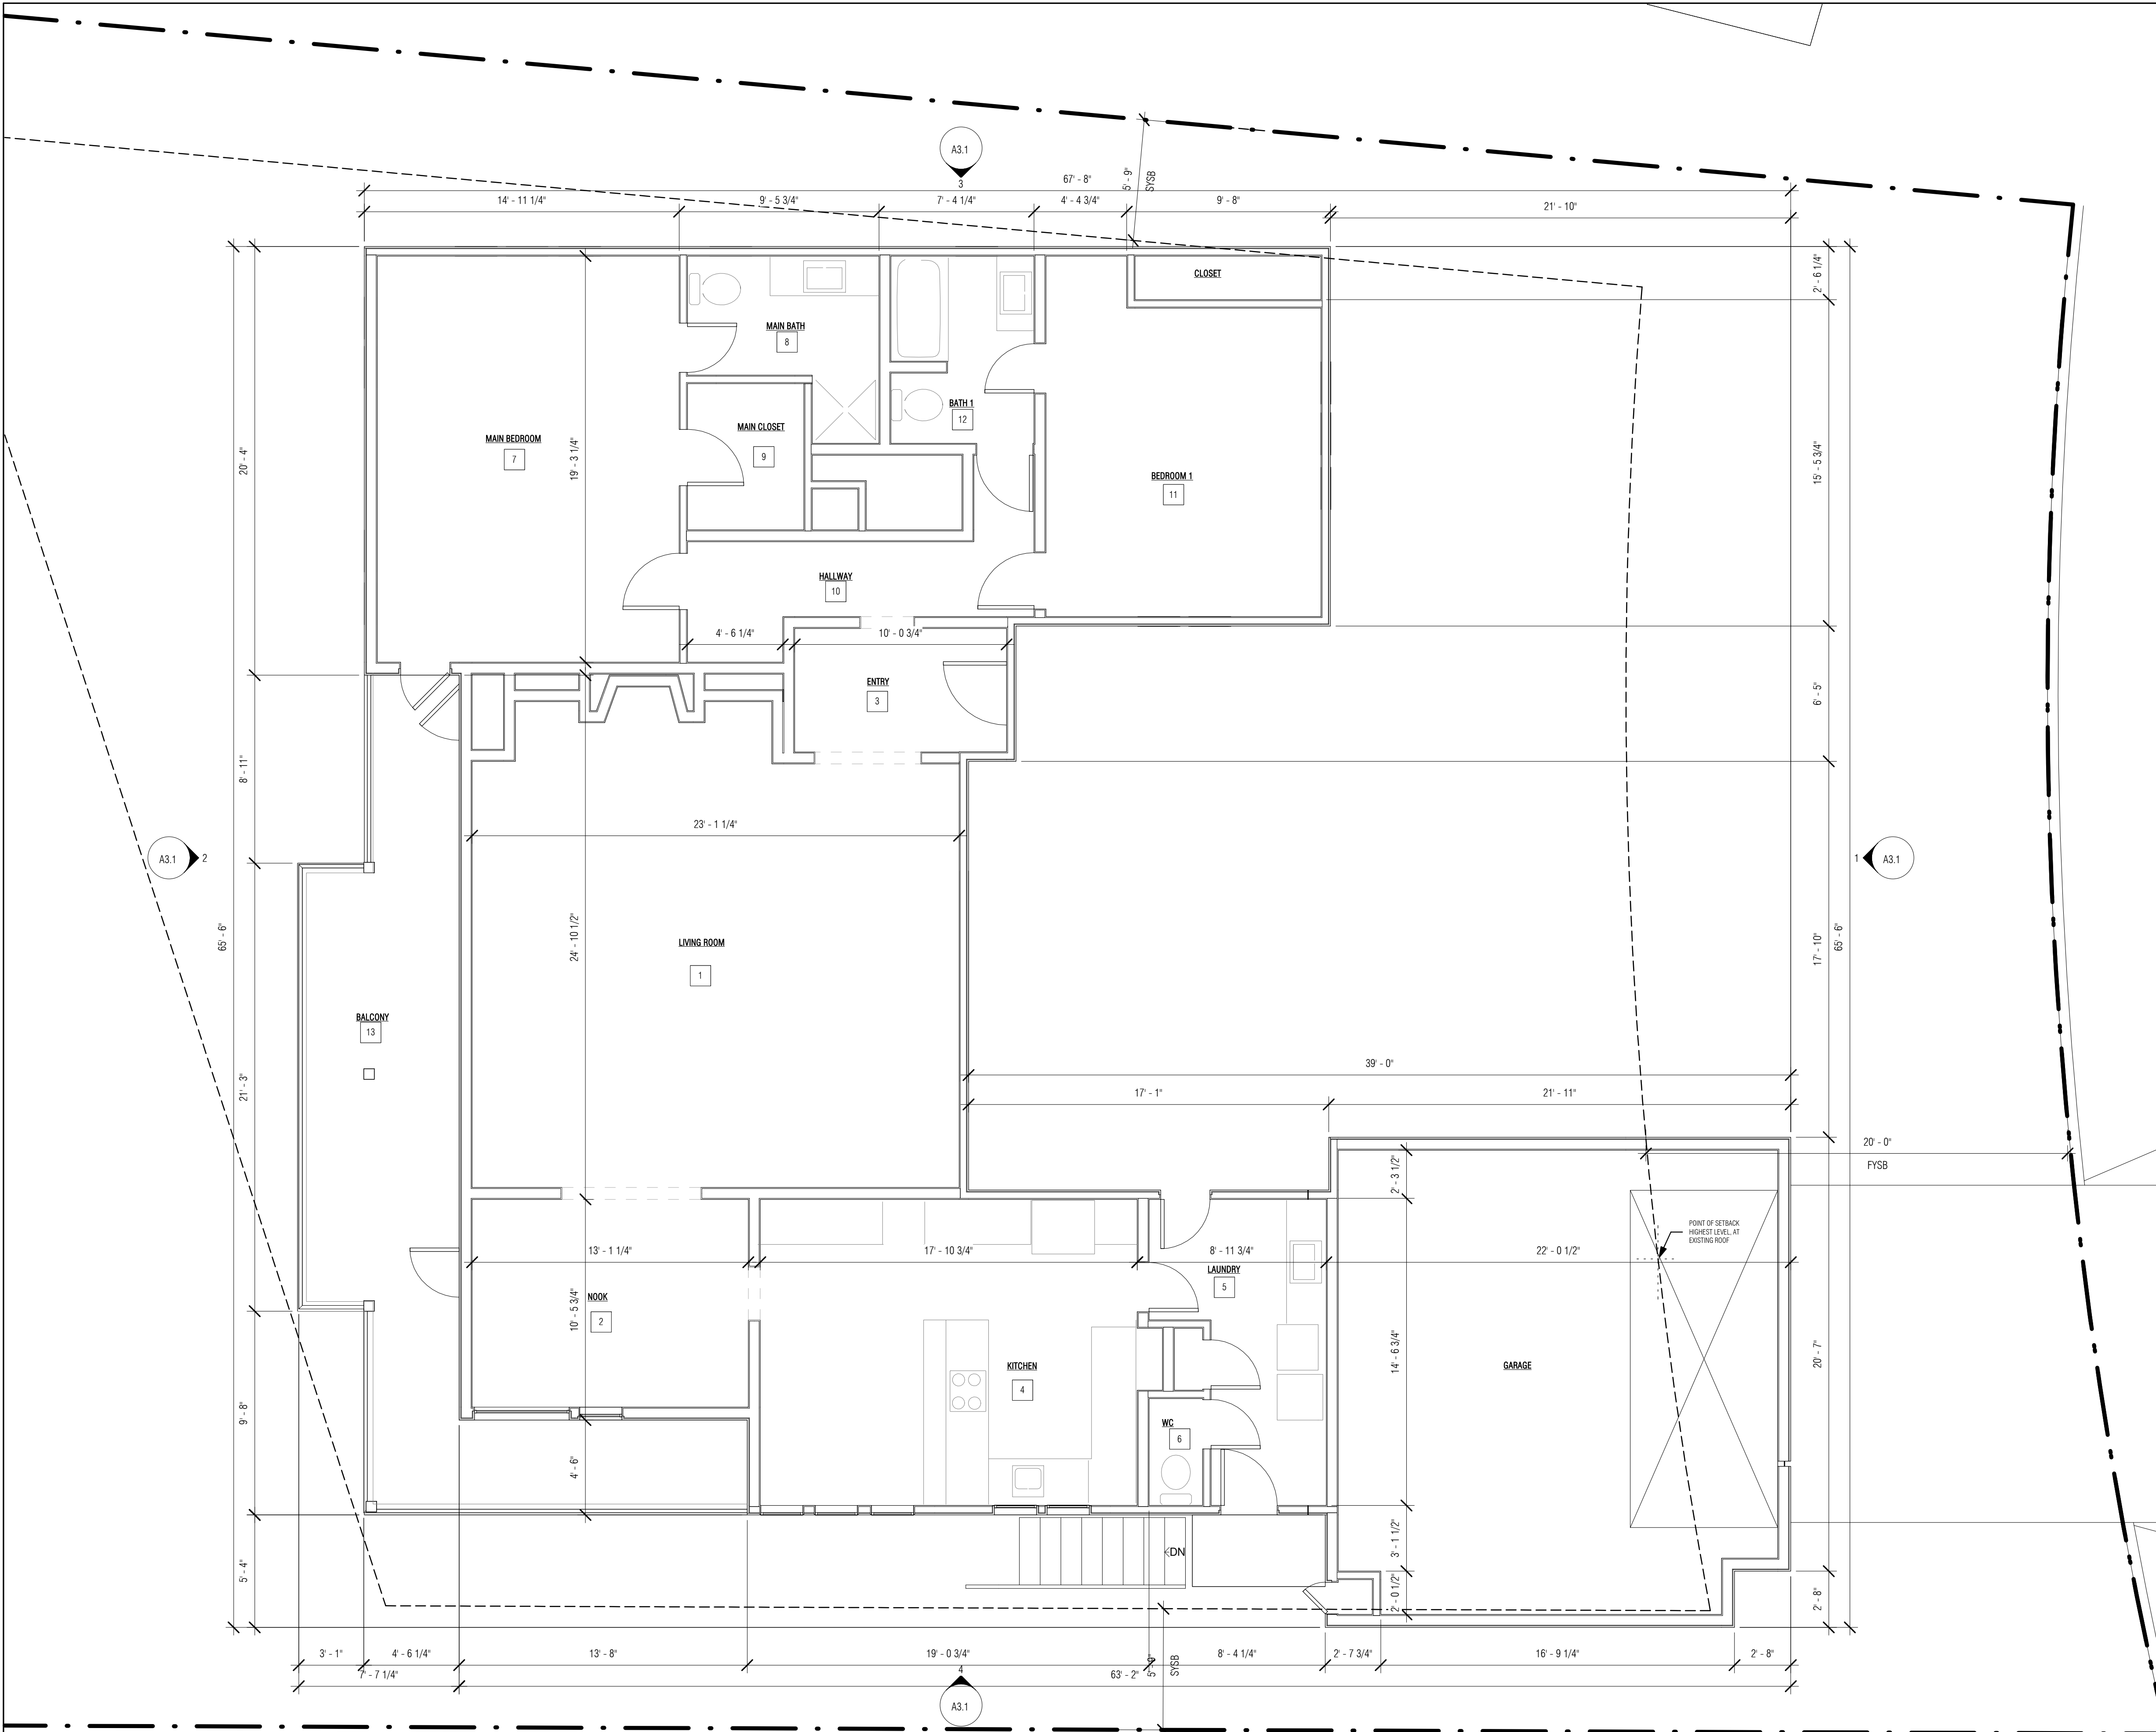 A3.1
3
67' - 8"
5' - 9"
SYSB
14' - 11 1/4"
9' - 5 3/4"
7' - 4 1/4"
4' - 4 3/4"
9' - 8"
21' - 10"
2' - 6 1/4"
CLOSET
MAIN BATH
8
BATH 1
12
MAIN CLOSET
9
MAIN BEDROOM
7
19' - 3 1/4"
20' - 4"
BEDROOM 1
11
15' - 5 3/4"
HALLWAY
10
4' - 6 1/4"
10' - 0 3/4"
ENTRY
3
6' - 5"
8' - 11"
23' - 1 1/4"
A3.1
2
1
A3.1
65' - 6"
24' - 10 1/2"
LIVING ROOM
1
17' - 10"
65' - 6"
BALCONY
13
21' - 3"
39' - 0"
17' - 1"
21' - 11"
20' - 0"
FYSB
2' - 3 1/2"
POINT OF SETBACK
HIGHEST LEVEL, AT
EXISTING ROOF
13' - 1 1/4"
17' - 10 3/4"
8' - 11 3/4"
22' - 0 1/2"
LAUNDRY
5
NOOK
2
10' - 5 3/4"
14' - 6 3/4"
20' - 7"
KITCHEN
4
GARAGE
9' - 8"
WC
6
4' - 6"
3' - 1 1/2"
DN
5' - 4"
2' - 0 1/2"
2' - 8"
3' - 1"
4' - 6 1/4"
13' - 8"
19' - 0 3/4"
8' - 4 1/4"
2' - 7 3/4"
16' - 9 1/4"
2' - 8"
7' - 7 1/4"
4
63' - 2"
SYSB
A3.1